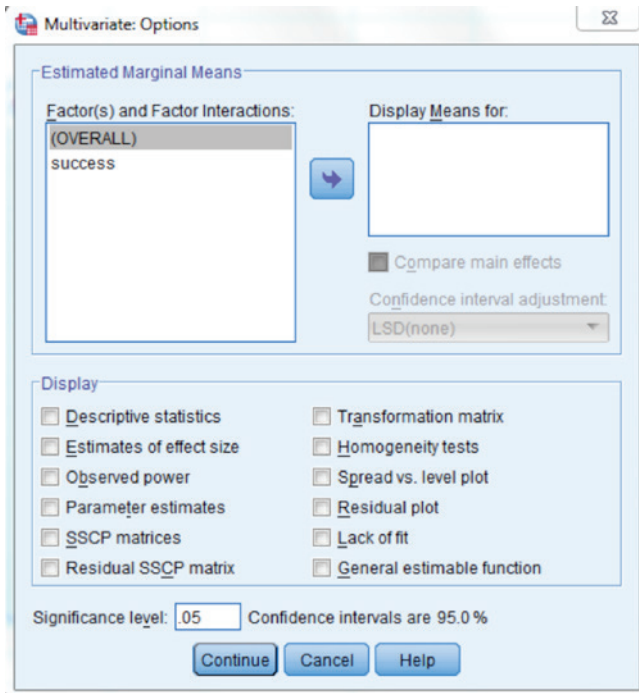 Multivariate: Options
Estimated Marginal Means
Factor(s) and Factor Interactions:
(OVERALL)
success
Display Means for:
Compare main effects
Confidence interval adjustment:
LSD(none)
Display
Descriptive statistics
Estimates of effect size
Observed power
Parameter estimates
SSCP matrices
Residual SSCP matrix
Transformation matrix
Homogeneity tests
Spread vs. level plot
Residual plot
Lack of fit
General estimable function
Significance level: .05 Confidence intervals are 95.0 %
Continue Cancel Help